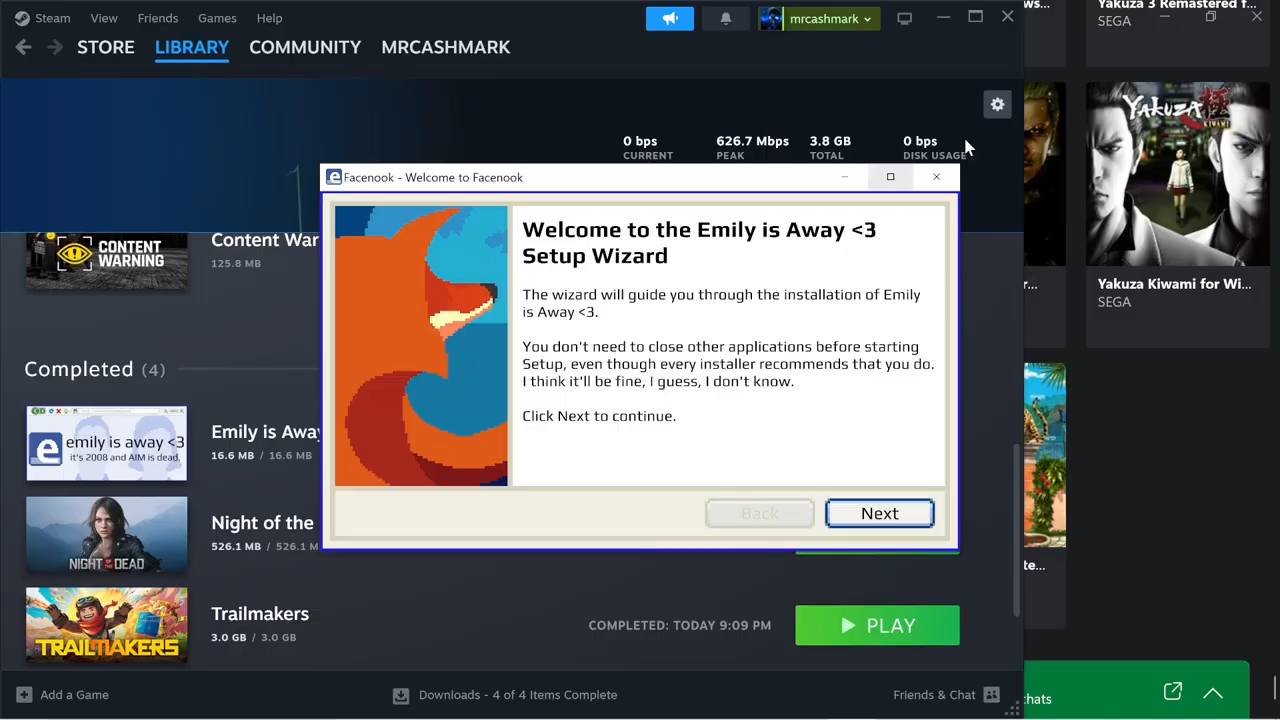 Steam View Friends Games Help
mrcashmark
STORE LIBRARY COMMUNITY MRCASHMARK
Yakuza 3 Remastered f...
SEGA
0 bps 626.7 Mbps 3.8 GB 0 bps
CURRENT PEAK TOTAL DISK USAGE
Facenook - Welcome to Facenook
Welcome to the Emily is Away <3
Setup Wizard
The wizard will guide you through the installation of Emily
is Away <3.
You don't need to close other applications before starting
Setup, even though every installer recommends that you do.
I think it'll be fine, I guess, I don't know.
Click Next to continue.
Back Next
CONTENT
WARNING
Content War
125.8 MB
Completed (4)
emily is away <3
it's 2008 and AIM is dead.
Emily is Away
16.6 MB / 16.6 MB
NIGHT OF THE DEAD
Night of the
526.1 MB / 526.1 M
TRAILMAKERS
Trailmakers
3.0 GB / 3.0 GB
COMPLETED: TODAY 9:09 PM
PLAY
YAKUZA 極
KIWAMI
Yakuza Kiwami for Wi...
SEGA
Add a Game
Downloads - 4 of 4 Items Complete
Friends & Chat
chats